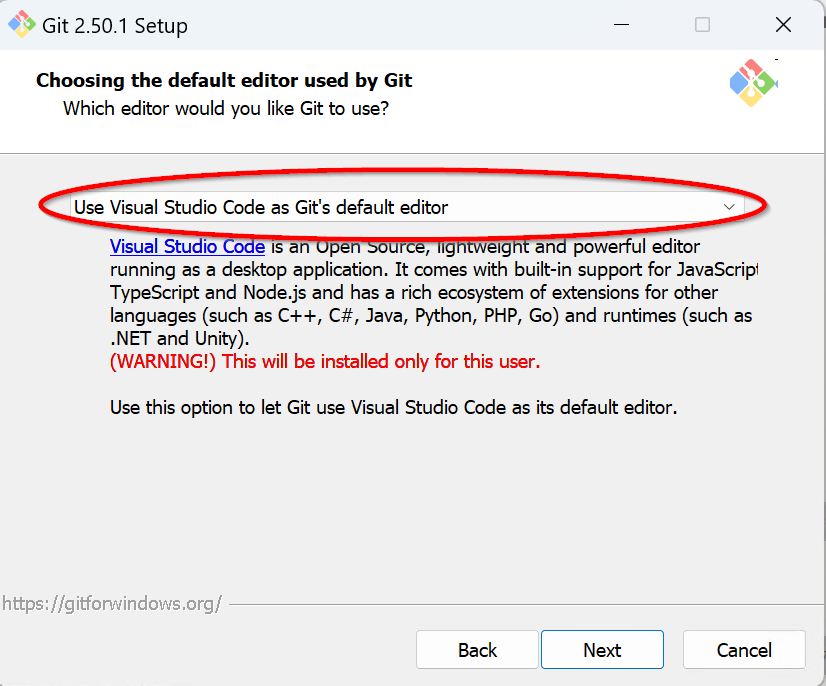 Git 2.50.1 Setup
Choosing the default editor used by Git
Which editor would you like Git to use?
Use Visual Studio Code as Git's default editor
Visual Studio Code is an Open Source, lightweight and powerful editor
running as a desktop application. It comes with built-in support for JavaScript
TypeScript and Node.js and has a rich ecosystem of extensions for other
languages (such as C++, C#, Java, Python, PHP, Go) and runtimes (such as
.NET and Unity).
(WARNING!) This will be installed only for this user.
Use this option to let Git use Visual Studio Code as its default editor.
https://gitforwindows.org/
Back Next Cancel